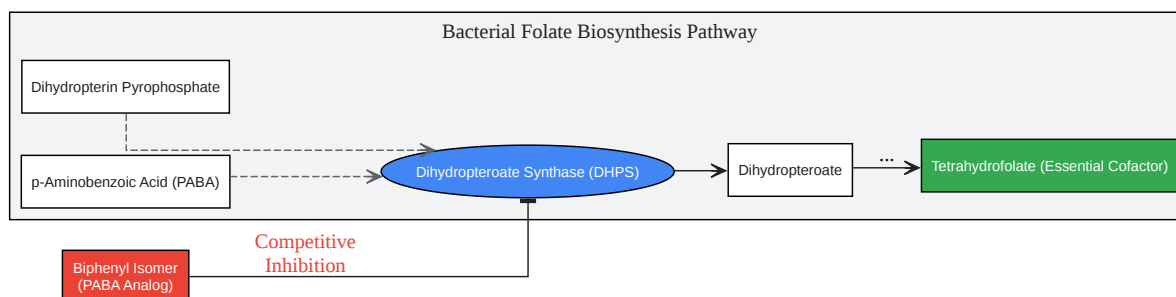 Bacterial Folate Biosynthesis Pathway
Dihydropterin Pyrophosphate
p-Aminobenzoic Acid (PABA)
Dihydropteroate Synthase (DHPS)
Dihydropteroate
...
Tetrahydrofolate (Essential Cofactor)
Competitive
Inhibition
Biphenyl Isomer
(PABA Analog)